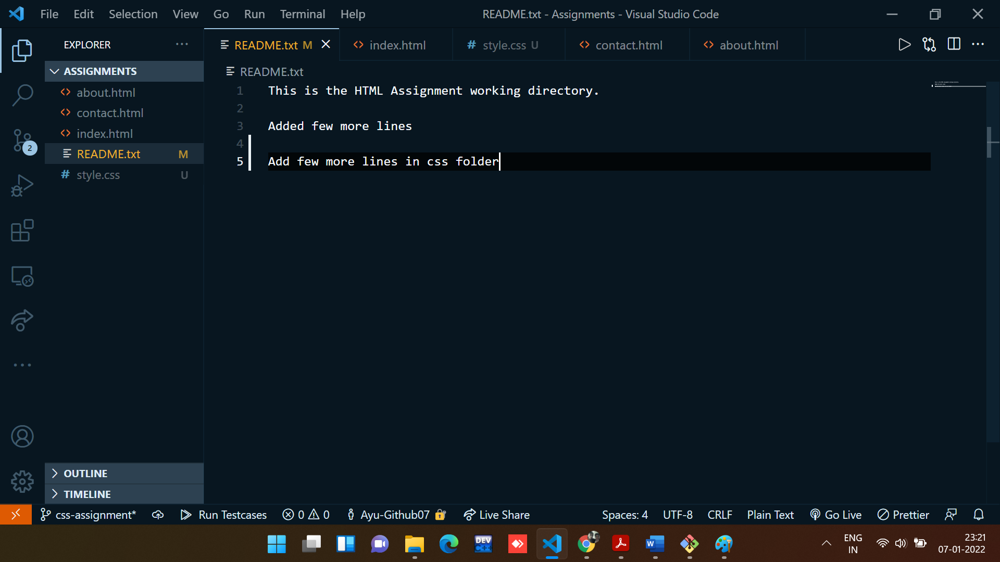 File Edit Selection View Go Run Terminal Help README.txt - Assignments - Visual Studio Code
EXPLORER
README.txt M index.html style.css U contact.html about.html
ASSIGNMENTS
README.txt
about.html
contact.html
index.html
README.txt M
style.css U
2
1 This is the HTML Assignment working directory.
2
3 Added few more lines
4
5 Add few more lines in css folder
OUTLINE
TIMELINE
css-assignment* Run Testcases 0 0 Ayu-Github07 Live Share Spaces: 4 UTF-8 CRLF Plain Text Go Live Prettier
DEV
C++
W
ENG
IN
23:21
07-01-2022